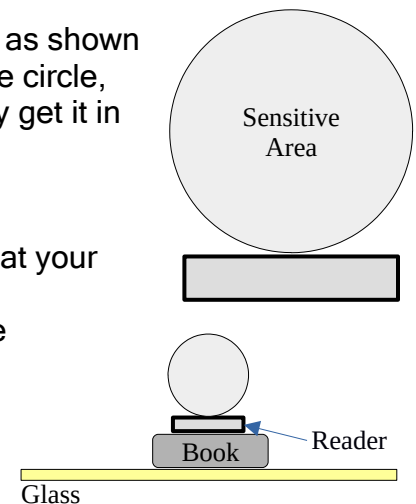 as shown
e circle,
y get it in
at your
e
Sensitive
Area
Reader
Book
Glass